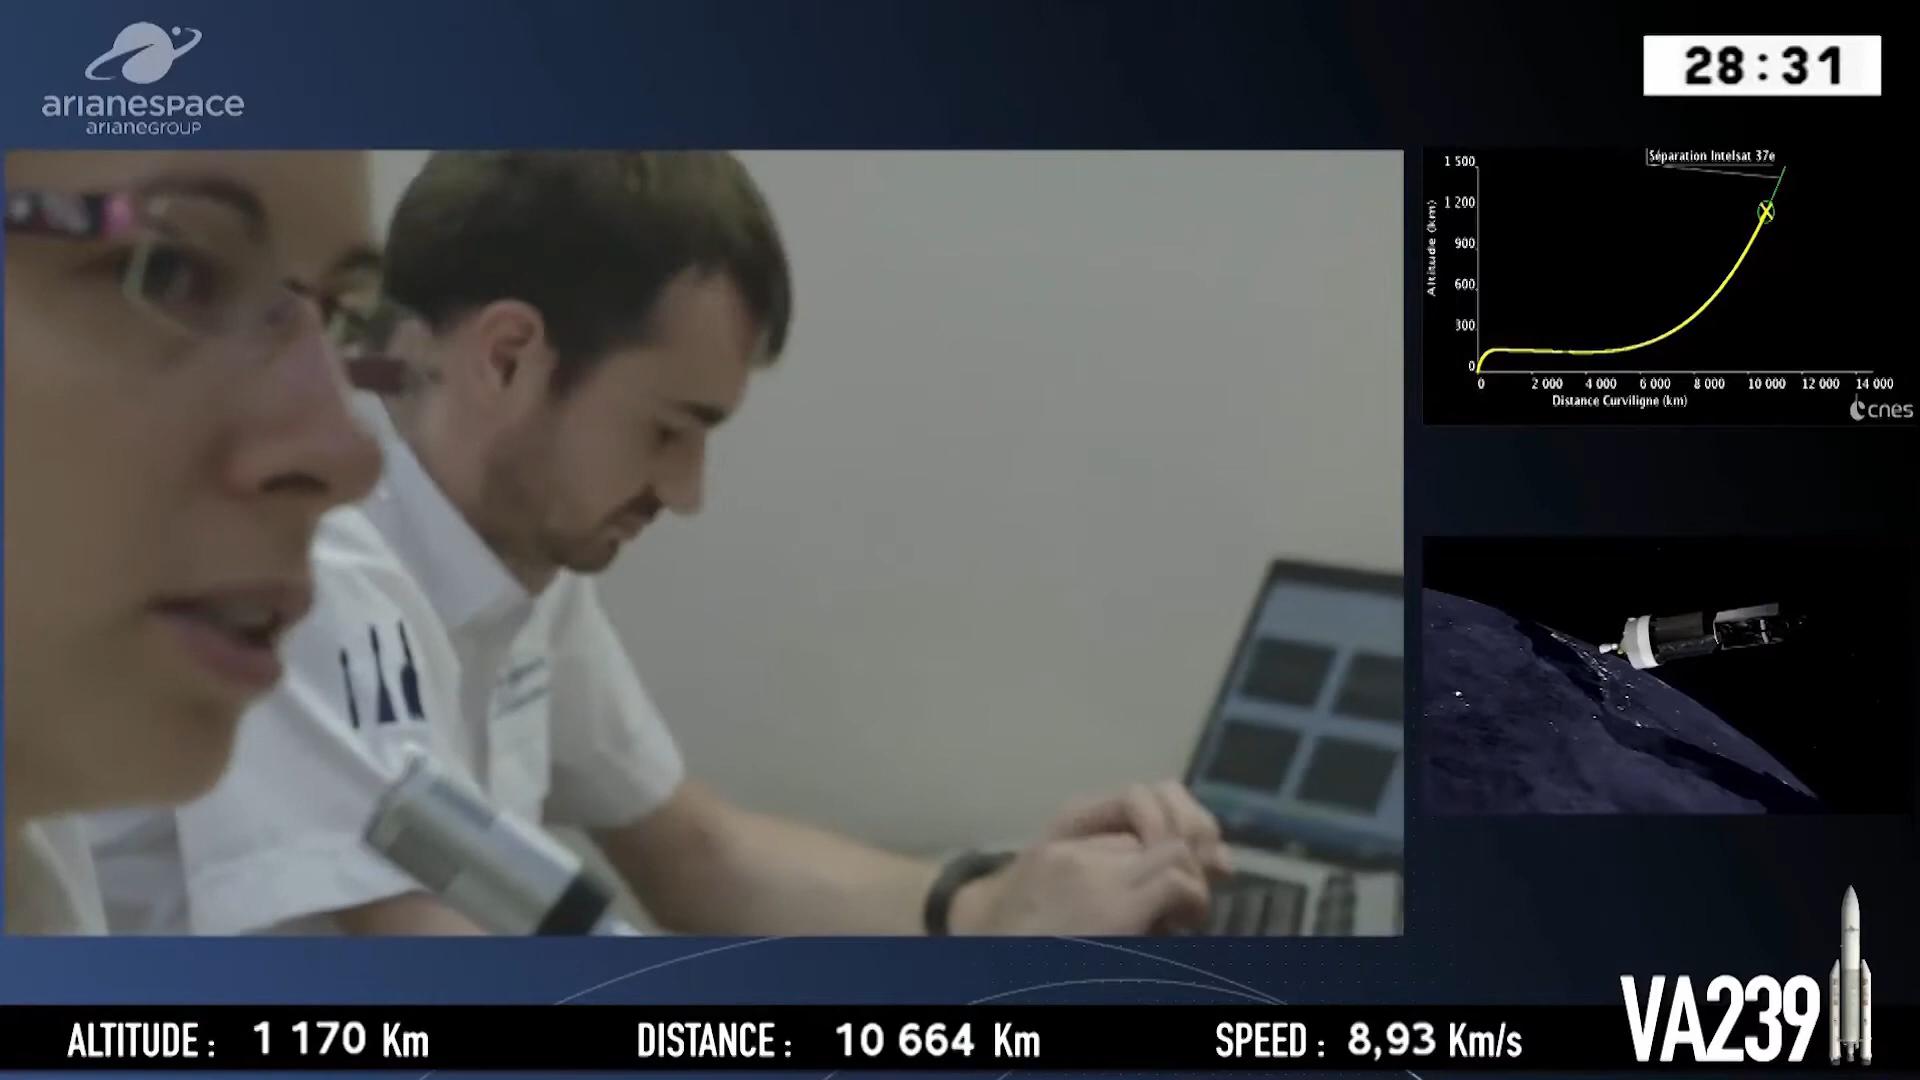 arianespace
arianeGROUP
28:31
Séparation Intelsat 37e
1 500
1 200
900
600
300
0
Altitude (km)
0 2 000 4 000 6 000 8 000 10 000 12 000 14 000
Distance Curviligne (km)
cnes
ALTITUDE : 1 170 Km DISTANCE : 10 664 Km SPEED : 8,93 Km/s
VA239